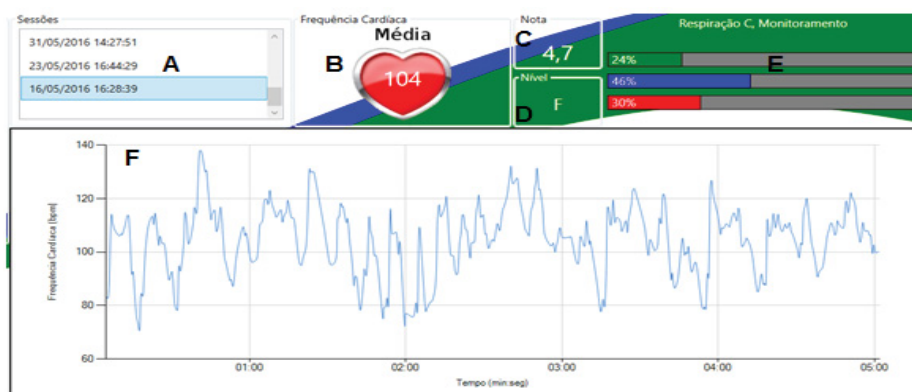 Sessões
31/05/2016 14:27:51
23/05/2016 16:44:29
16/05/2016 16:28:39
A
Frequência Cardíaca
Média
B
104
Nota
C
4,7
Nível
D
F
Respiração C, Monitoramento
24%
E
46%
30%
F
Frequêcia Cardíaca [bpm]
140
120
100
80
60
01:00
02:00
03:00
04:00
05:00
Tempo (min:seg)